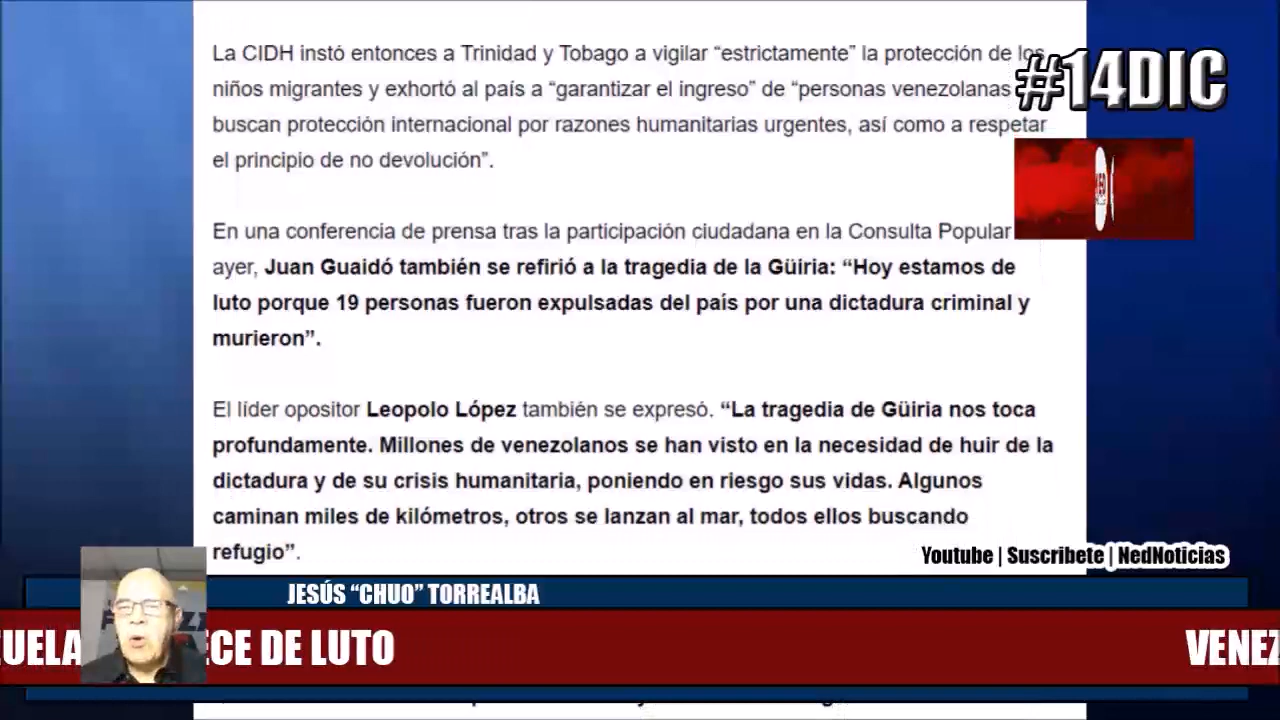 La CIDH instó entonces a Trinidad y Tobago a vigilar “estrictamente” la protección de los
niños migrantes y exhortó al país a “garantizar el ingreso” de “personas venezolanas
buscan protección internacional por razones humanitarias urgentes, así como a respetar
el principio de no devolución”.
#14DIC
En una conferencia de prensa tras la participación ciudadana en la Consulta Popular
ayer, Juan Guaidó también se refirió a la tragedia de la Güiria: “Hoy estamos de
luto porque 19 personas fueron expulsadas del país por una dictadura criminal y
murieron”.
El líder opositor Leopolo López también se expresó. “La tragedia de Güiria nos toca
profundamente. Millones de venezolanos se han visto en la necesidad de huir de la
dictadura y de su crisis humanitaria, poniendo en riesgo sus vidas. Algunos
caminan miles de kilómetros, otros se lanzan al mar, todos ellos buscando
refugio”.
Youtube | Suscribete | NedNoticias
JESÚS “CHUO” TORREALBA
UELA ECE DE LUTO VENEZ